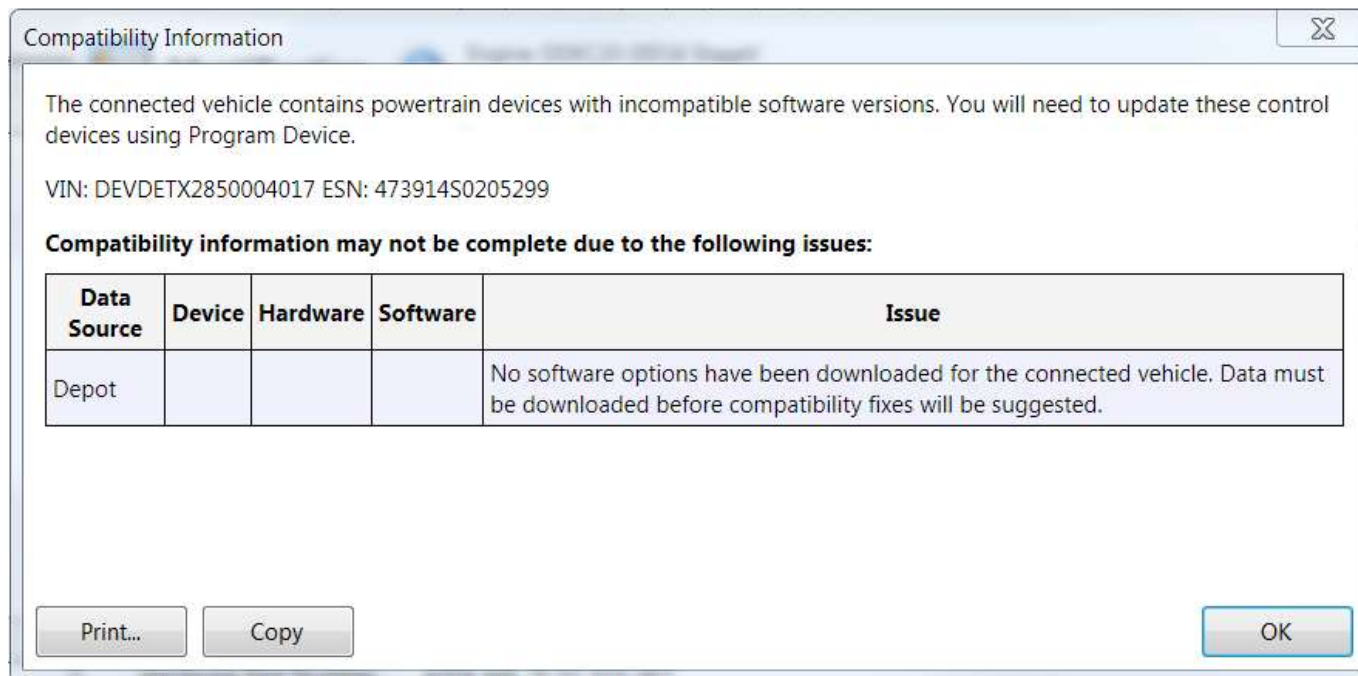 Compatibility Information
The connected vehicle contains powertrain devices with incompatible software versions. You will need to update these control
devices using Program Device.
VIN: DEVDETX2850004017 ESN: 473914S0205299
Compatibility information may not be complete due to the following issues:
Data Source Device Hardware Software Issue
Depot No software options have been downloaded for the connected vehicle. Data must
be downloaded before compatibility fixes will be suggested.
Print... Copy OK